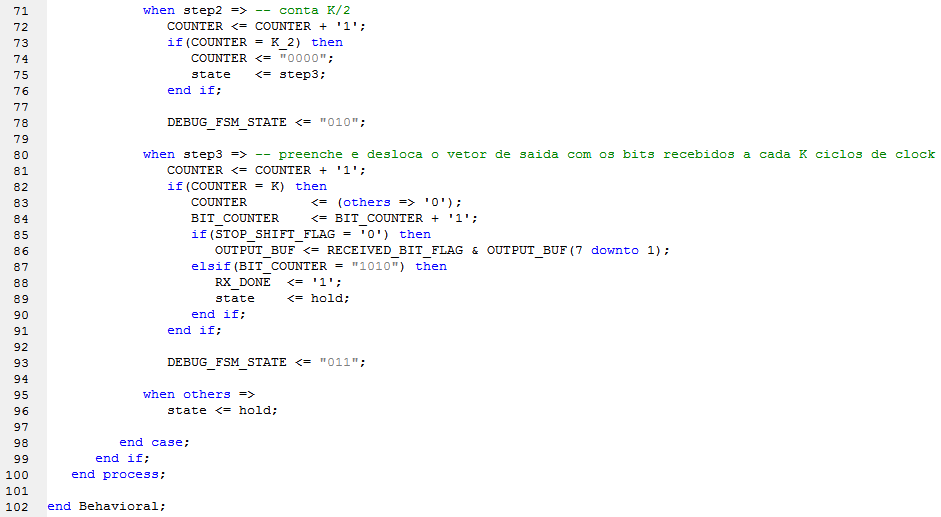 71 when step2 => -- conta K/2
72 COUNTER <= COUNTER + '1';
73 if(COUNTER = K_2) then
74 COUNTER <= "0000";
75 state <= step3;
76 end if;
77
78 DEBUG_FSM_STATE <= "010";
79
80 when step3 => -- preenche e desloca o vetor de saida com os bits recebidos a cada K ciclos de clock
81 COUNTER <= COUNTER + '1';
82 if(COUNTER = K) then
83 COUNTER <= (others => '0');
84 BIT_COUNTER <= BIT_COUNTER + '1';
85 if(STOP_SHIFT_FLAG = '0') then
86 OUTPUT_BUF <= RECEIVED_BIT_FLAG & OUTPUT_BUF(7 downto 1);
87 elsif(BIT_COUNTER = "1010") then
88 RX_DONE <= '1';
89 state <= hold;
90 end if;
91 end if;
92
93 DEBUG_FSM_STATE <= "011";
94
95 when others =>
96 state <= hold;
97
98 end case;
99 end if;
100 end process;
101
102 end Behavioral;